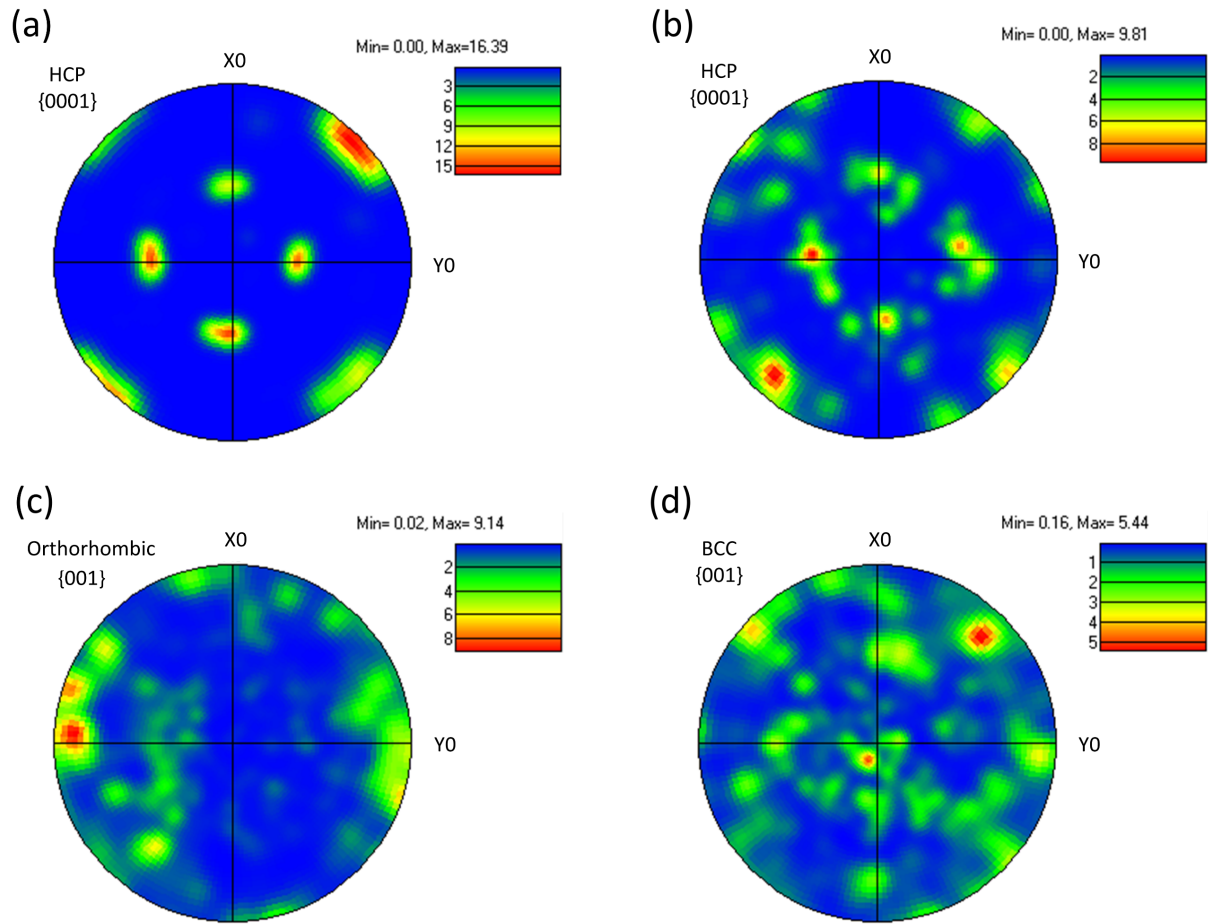 (a)
Min= 0.00, Max=16.39
X0
HCP
{0001}
3
6
9
12
15
Y0
(b)
Min= 0.00, Max= 9.81
X0
HCP
{0001}
2
4
6
8
Y0
(c)
Min= 0.02, Max= 9.14
X0
Orthorhombic
{001}
2
4
6
8
Y0
(d)
Min= 0.16, Max= 5.44
X0
BCC
{001}
1
2
3
4
5
Y0